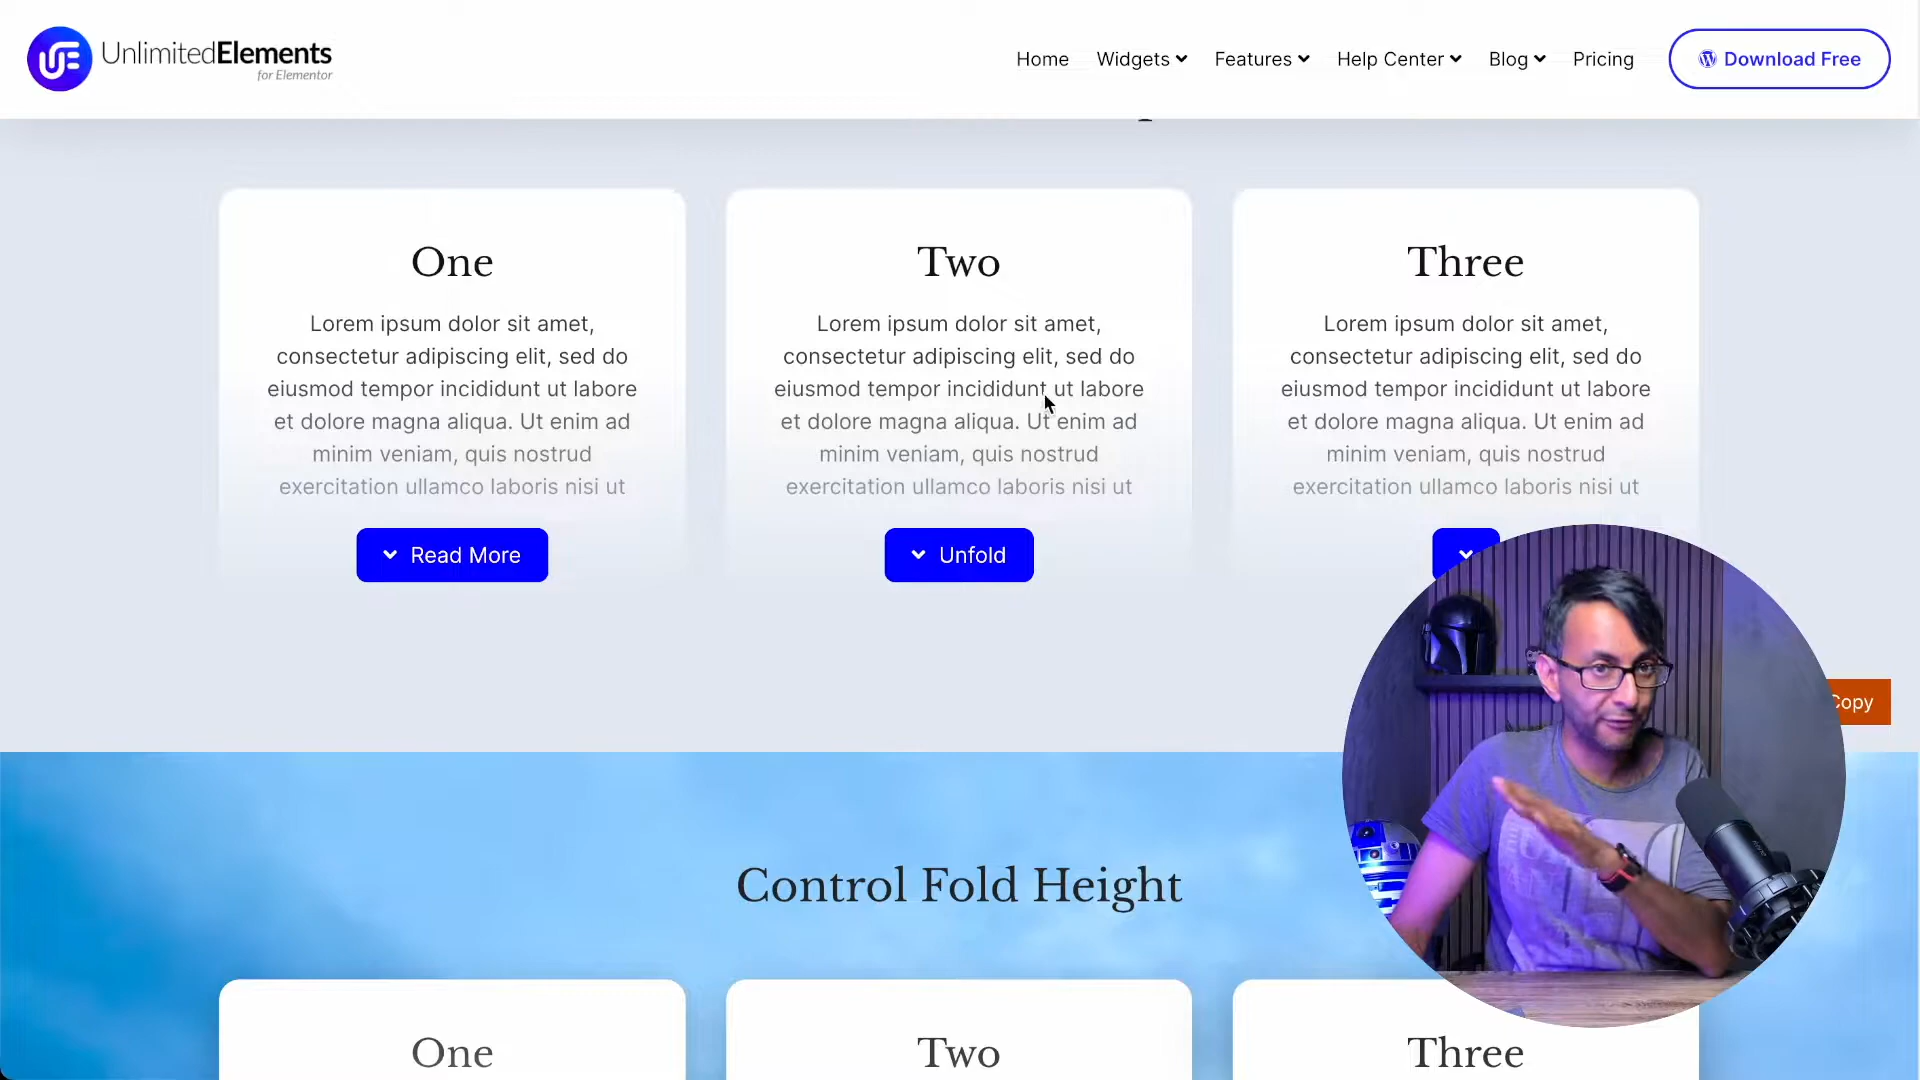 UnlimitedElements
for Elementor
Home
Widgets
Features
Help Center
Blog
Pricing
Download Free
One
Lorem ipsum dolor sit amet,
consectetur adipiscing elit, sed do
eiusmod tempor incididunt ut labore
et dolore magna aliqua. Ut enim ad
minim veniam, quis nostrud
exercitation ullamco laboris nisi ut
Read More
Two
Lorem ipsum dolor sit amet,
consectetur adipiscing elit, sed do
eiusmod tempor incididunt ut labore
et dolore magna aliqua. Ut enim ad
minim veniam, quis nostrud
exercitation ullamco laboris nisi ut
Unfold
Three
Lorem ipsum dolor sit amet,
consectetur adipiscing elit, sed do
eiusmod tempor incididunt ut labore
et dolore magna aliqua. Ut enim ad
minim veniam, quis nostrud
exercitation ullamco laboris nisi ut
Copy
Control Fold Height
One
Two
Three